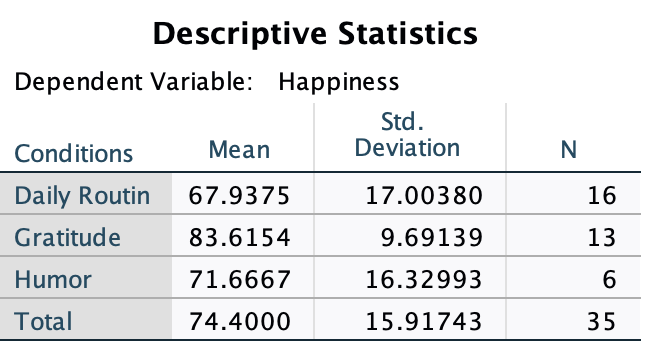 Descriptive Statistics
Dependent Variable: Happiness
Conditions Mean Std. Deviation N
Daily Routin 67.9375 17.00380 16
Gratitude 83.6154 9.69139 13
Humor 71.6667 16.32993 6
Total 74.4000 15.91743 35